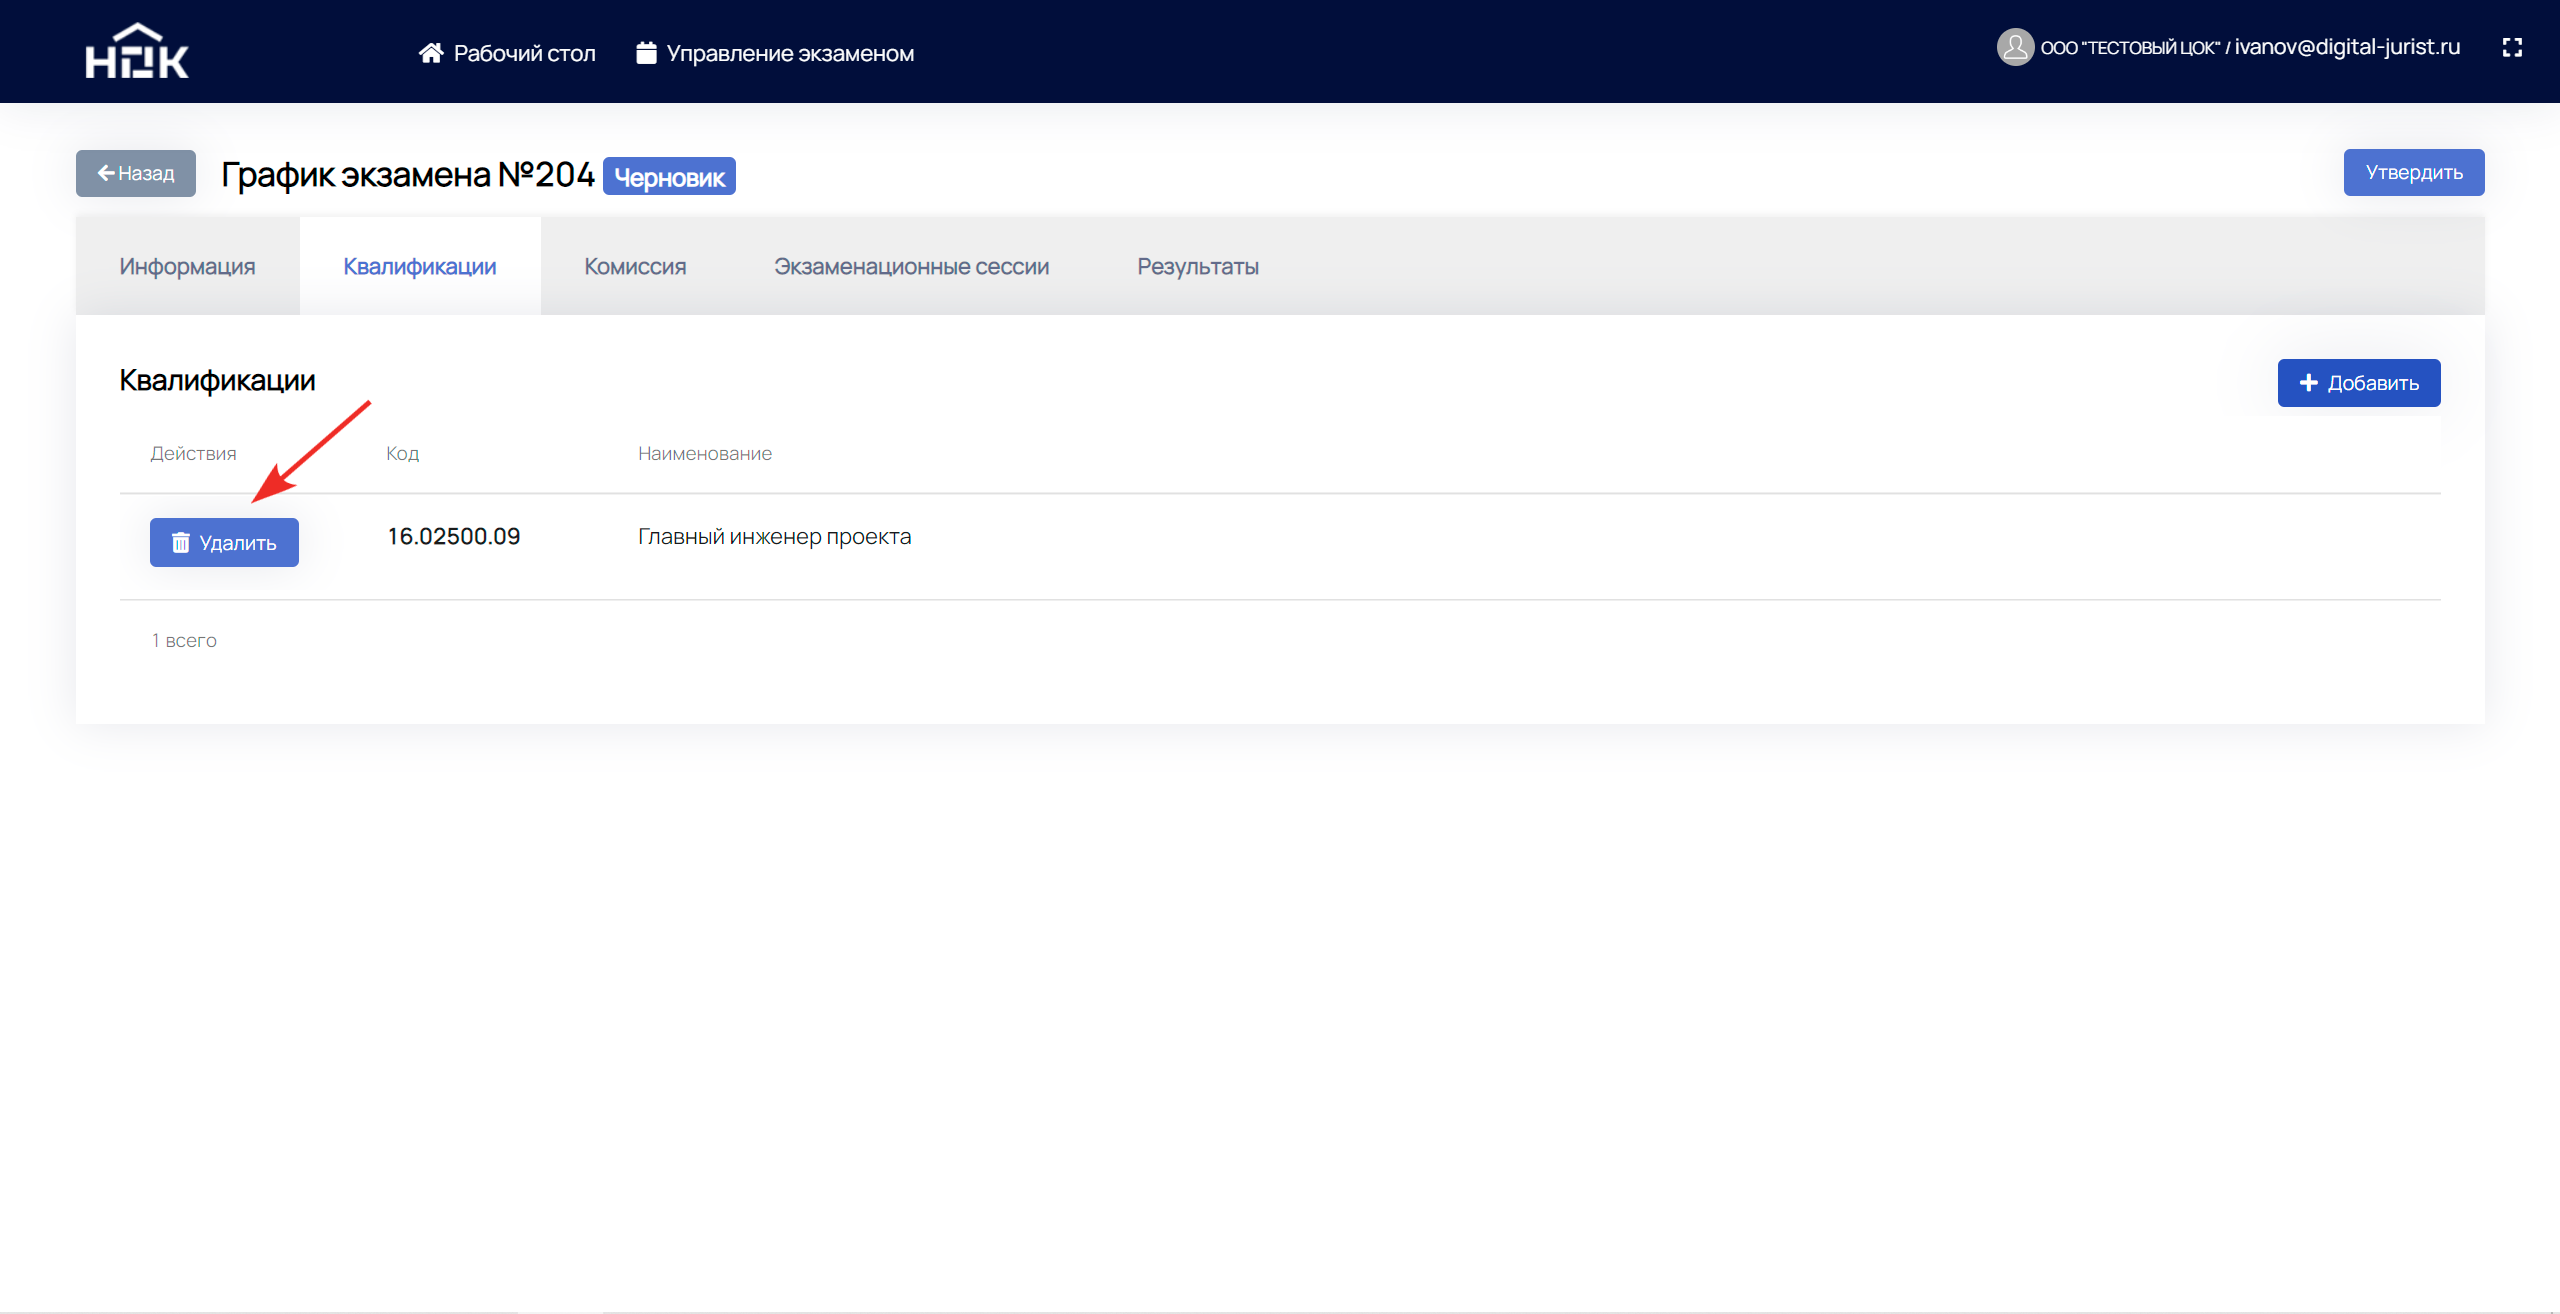 НОК
Рабочий стол
Управление экзаменом
ООО "ТЕСТОВЫЙ ЦОК" / ivanov@digital-jurist.ru
Назад
График экзамена №204 Черновик
Утвердить
Информация
Квалификации
Комиссия
Экзаменационные сессии
Результаты
Квалификации
Добавить
Действия
Код
Наименование
Удалить
16.02500.09
Главный инженер проекта
1 всего